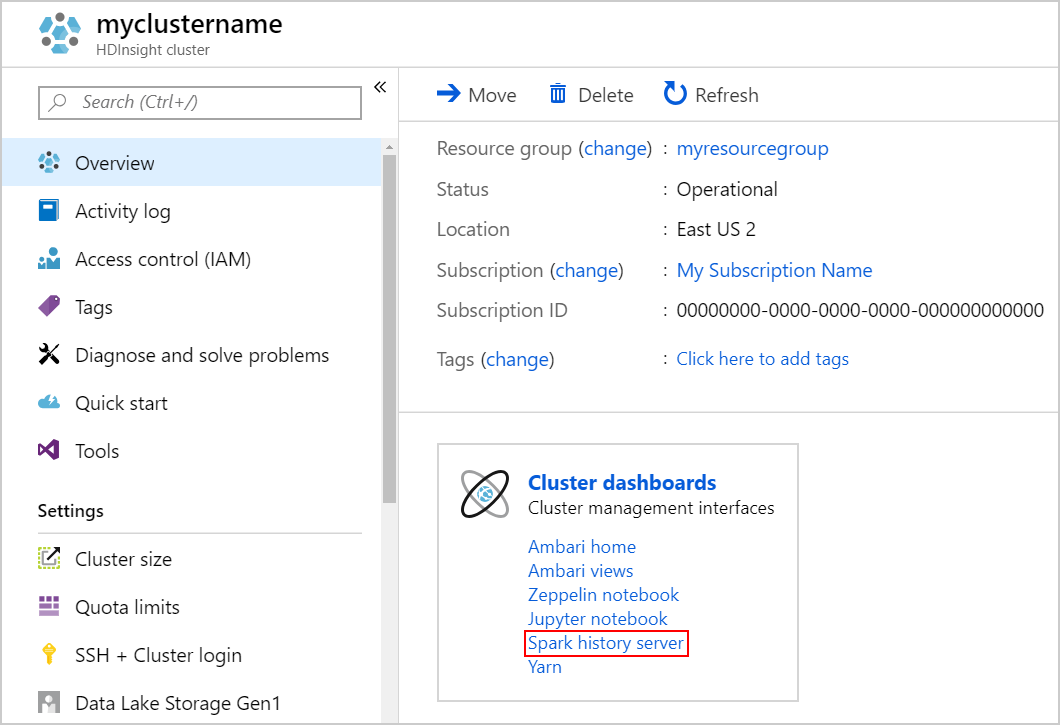 myclustername
HDInsight cluster
Search (Ctrl+/)
«
Overview
Activity log
Access control (IAM)
Tags
Diagnose and solve problems
Quick start
Tools
Settings
Cluster size
Quota limits
SSH + Cluster login
Data Lake Storage Gen1
Move Delete Refresh
Resource group (change) : myresourcegroup
Status : Operational
Location : East US 2
Subscription (change) : My Subscription Name
Subscription ID : 00000000-0000-0000-0000-000000000000
Tags (change) : Click here to add tags
Cluster dashboards
Cluster management interfaces
Ambari home
Ambari views
Zeppelin notebook
Jupyter notebook
Spark history server
Yarn